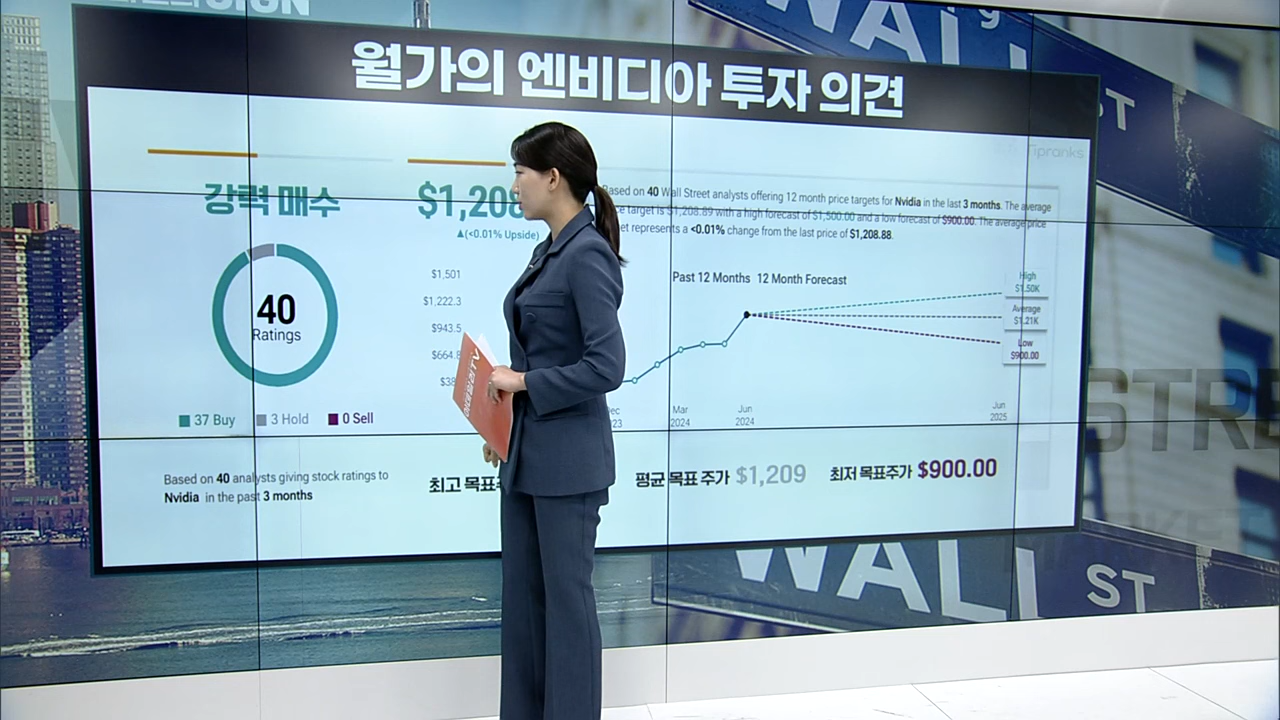 월가의 엔비디아 투자 의견
Tipranks
강력 매수
$1,208
▲(<0.01% Upside)
Based on 40 Wall Street analysts offering 12 month price targets for Nvidia in the last 3 months. The average
price target is $1,208.89 with a high forecast of $1,500.00 and a low forecast of $900.00. The average price
target represents a <0.01% change from the last price of $1,208.88.
40
Ratings
37 Buy 3 Hold 0 Sell
Based on 40 analysts giving stock ratings to
Nvidia in the past 3 months
Past 12 Months 12 Month Forecast
$1,501
$1,222.3
$943.5
$664.8
High
$1.50K
Average
$1.21K
Low
$900.00
Mar
2024
Jun
2024
Jun
2025
최고 목표
평균 목표 주가 $1,209
최저 목표주가 $900.00
WALL ST
WALL ST
STRE